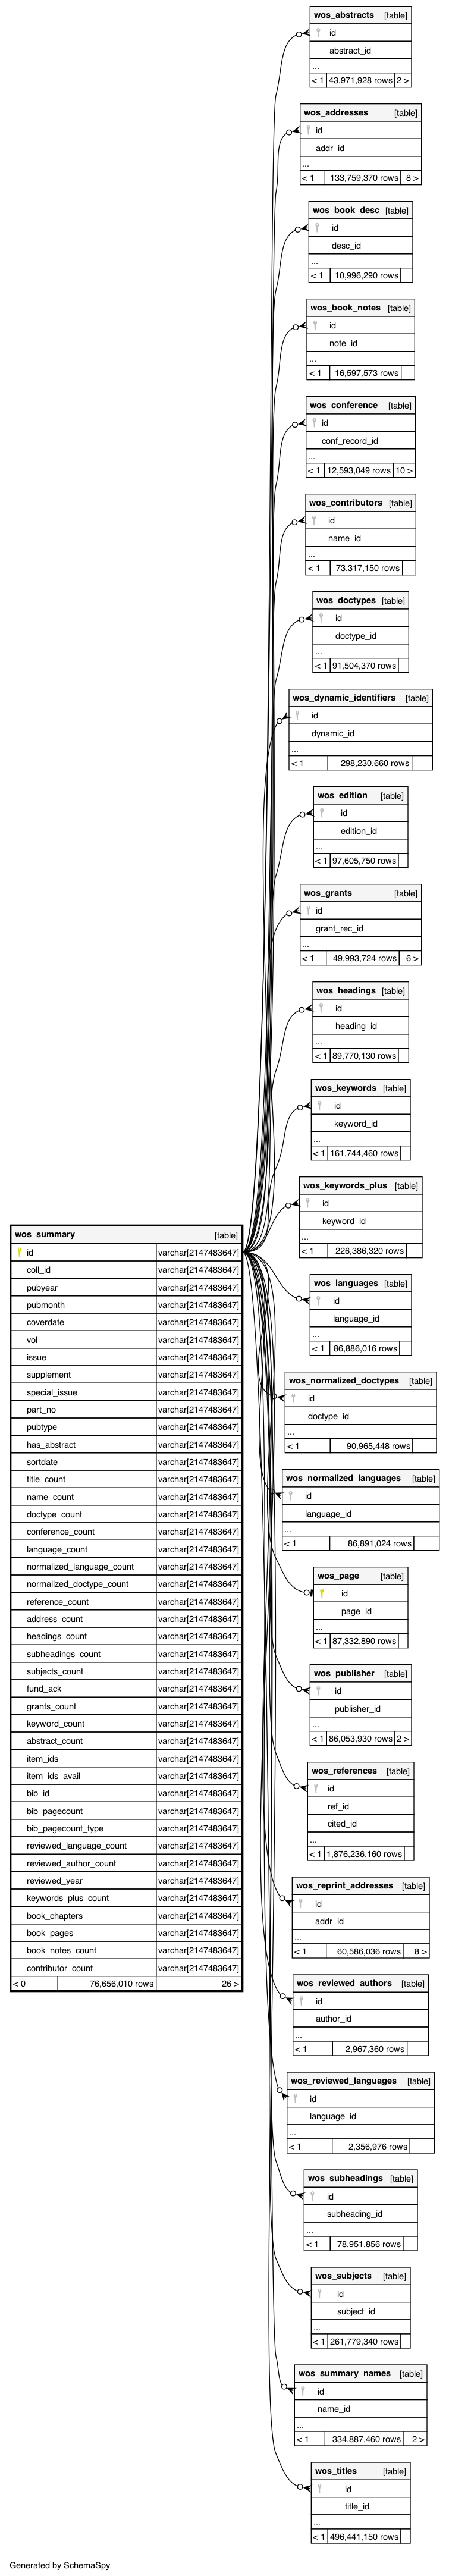 wos_abstracts [table]
id
abstract_id
...
< 1 43,971,928 rows 2 >
wos_addresses [table]
id
addr_id
...
< 1 133,759,370 rows 8 >
wos_book_desc [table]
id
desc_id
...
< 1 10,996,290 rows
wos_book_notes [table]
id
note_id
...
< 1 16,597,573 rows
wos_conference [table]
id
conf_record_id
...
< 1 12,593,049 rows 10 >
wos_contributors [table]
id
name_id
...
< 1 73,317,150 rows
wos_doctypes [table]
id
doctype_id
...
< 1 91,504,370 rows
wos_dynamic_identifiers [table]
id
dynamic_id
...
< 1 298,230,660 rows
wos_edition [table]
id
edition_id
...
< 1 97,605,750 rows
wos_grants [table]
id
grant_rec_id
...
< 1 49,993,724 rows 6 >
wos_headings [table]
id
heading_id
...
< 1 89,770,130 rows
wos_keywords [table]
id
keyword_id
...
< 1 161,744,460 rows
wos_keywords_plus [table]
id
keyword_id
...
< 1 226,386,320 rows
wos_summary [table]
id varchar[2147483647]
coll_id varchar[2147483647]
pubyear varchar[2147483647]
pubmonth varchar[2147483647]
coverdate varchar[2147483647]
vol varchar[2147483647]
issue varchar[2147483647]
supplement varchar[2147483647]
special_issue varchar[2147483647]
part_no varchar[2147483647]
pubtype varchar[2147483647]
has_abstract varchar[2147483647]
sortdate varchar[2147483647]
title_count varchar[2147483647]
name_count varchar[2147483647]
doctype_count varchar[2147483647]
conference_count varchar[2147483647]
language_count varchar[2147483647]
normalized_language_count varchar[2147483647]
normalized_doctype_count varchar[2147483647]
reference_count varchar[2147483647]
address_count varchar[2147483647]
headings_count varchar[2147483647]
subheadings_count varchar[2147483647]
subjects_count varchar[2147483647]
fund_ack varchar[2147483647]
grants_count varchar[2147483647]
keyword_count varchar[2147483647]
abstract_count varchar[2147483647]
item_ids varchar[2147483647]
item_ids_avail varchar[2147483647]
bib_id varchar[2147483647]
bib_pagecount varchar[2147483647]
bib_pagecount_type varchar[2147483647]
reviewed_language_count varchar[2147483647]
reviewed_author_count varchar[2147483647]
reviewed_year varchar[2147483647]
keywords_plus_count varchar[2147483647]
book_chapters varchar[2147483647]
book_pages varchar[2147483647]
book_notes_count varchar[2147483647]
contributor_count varchar[2147483647]
< 0 76,656,010 rows 26 >
wos_languages [table]
id
language_id
...
< 1 86,886,016 rows
wos_normalized_doctypes [table]
id
doctype_id
...
< 1 90,965,448 rows
wos_normalized_languages [table]
id
language_id
...
< 1 86,891,024 rows
wos_page [table]
id
page_id
...
< 1 87,332,890 rows
wos_publisher [table]
id
publisher_id
...
< 1 86,053,930 rows 2 >
wos_references [table]
id
ref_id
cited_id
...
< 1 1,876,236,160 rows
wos_reprint_addresses [table]
id
addr_id
...
< 1 60,586,036 rows 8 >
wos_reviewed_authors [table]
id
author_id
...
< 1 2,967,360 rows
wos_reviewed_languages [table]
id
language_id
...
< 1 2,356,976 rows
wos_subheadings [table]
id
subheading_id
...
< 1 78,951,856 rows
wos_subjects [table]
id
subject_id
...
< 1 261,779,340 rows
wos_summary_names [table]
id
name_id
...
< 1 334,887,460 rows 2 >
wos_titles [table]
id
title_id
...
< 1 496,441,150 rows
Generated by SchemaSpy